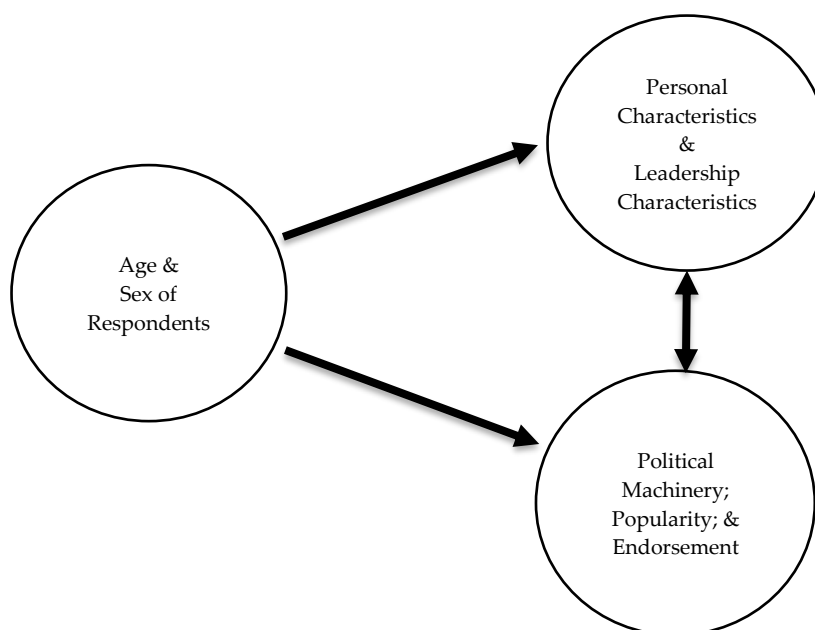 Age &
Sex of
Respondents
Personal
Characteristics
&
Leadership
Characteristics
Political
Machinery;
Popularity; &
Endorsement